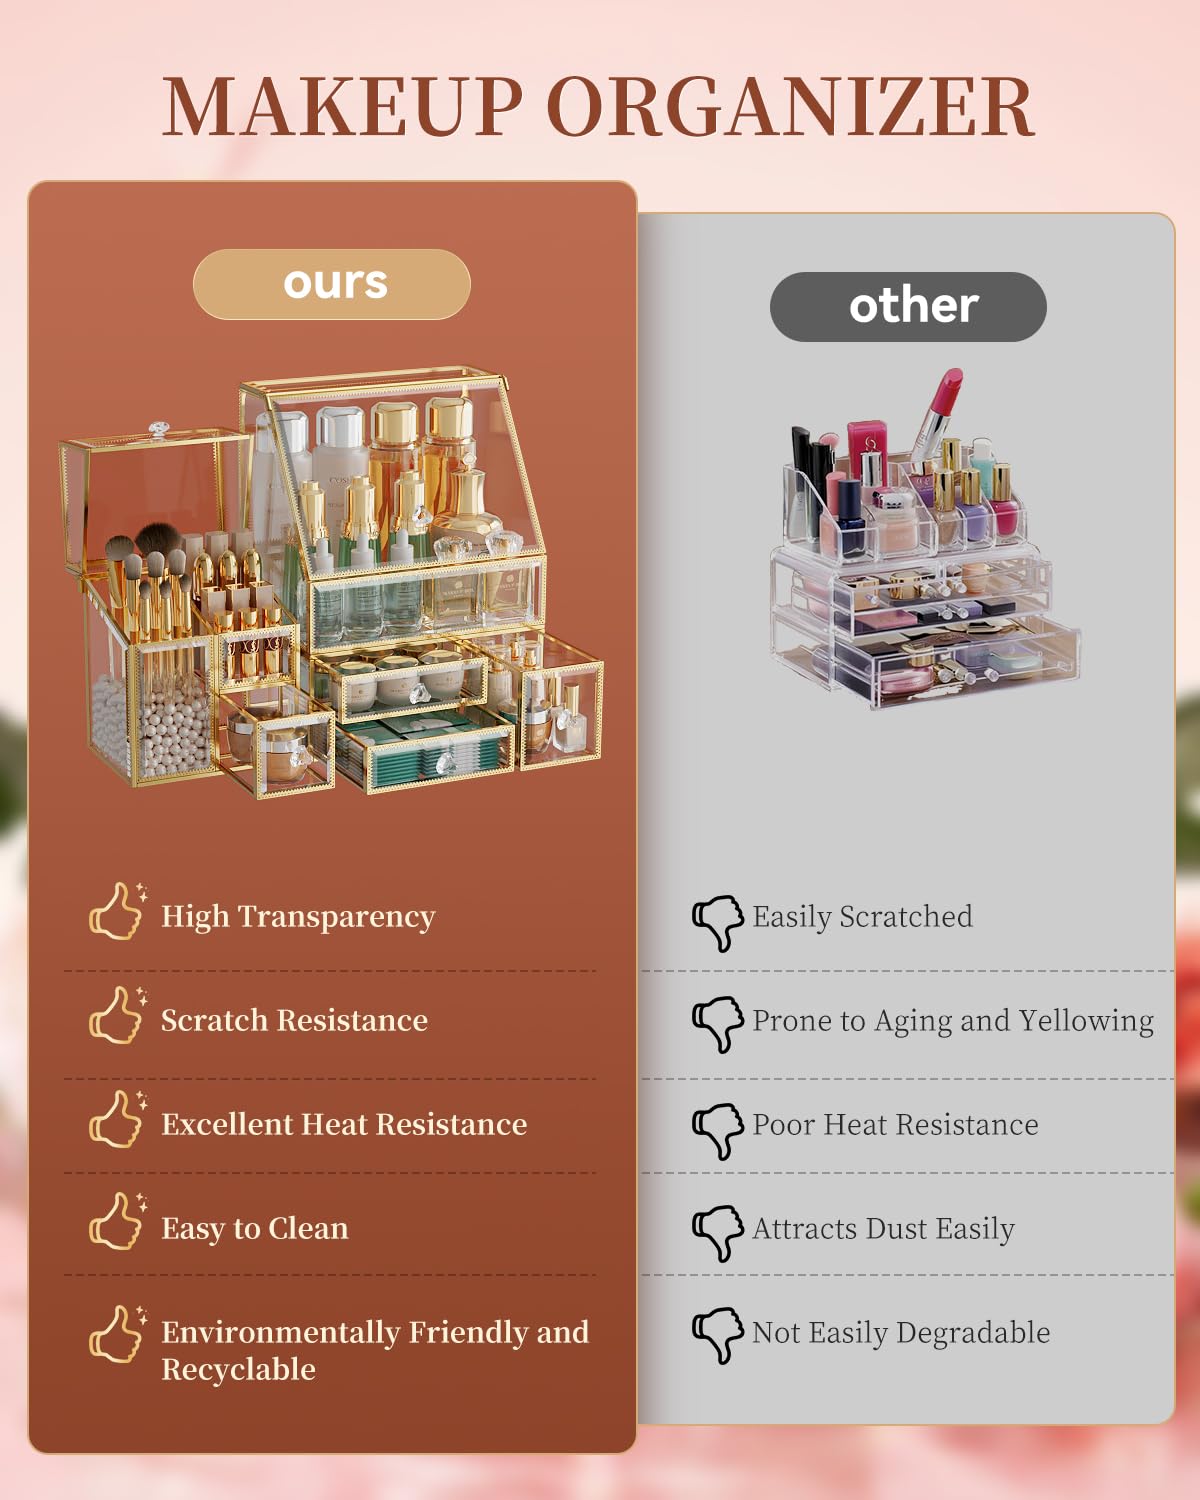 MAKEUP ORGANIZER
ours
High Transparency
Scratch Resistance
Excellent Heat Resistance
Easy to Clean
Environmentally Friendly and
Recyclable
other
Easily Scratched
Prone to Aging and Yellowing
Poor Heat Resistance
Attracts Dust Easily
Not Easily Degradable